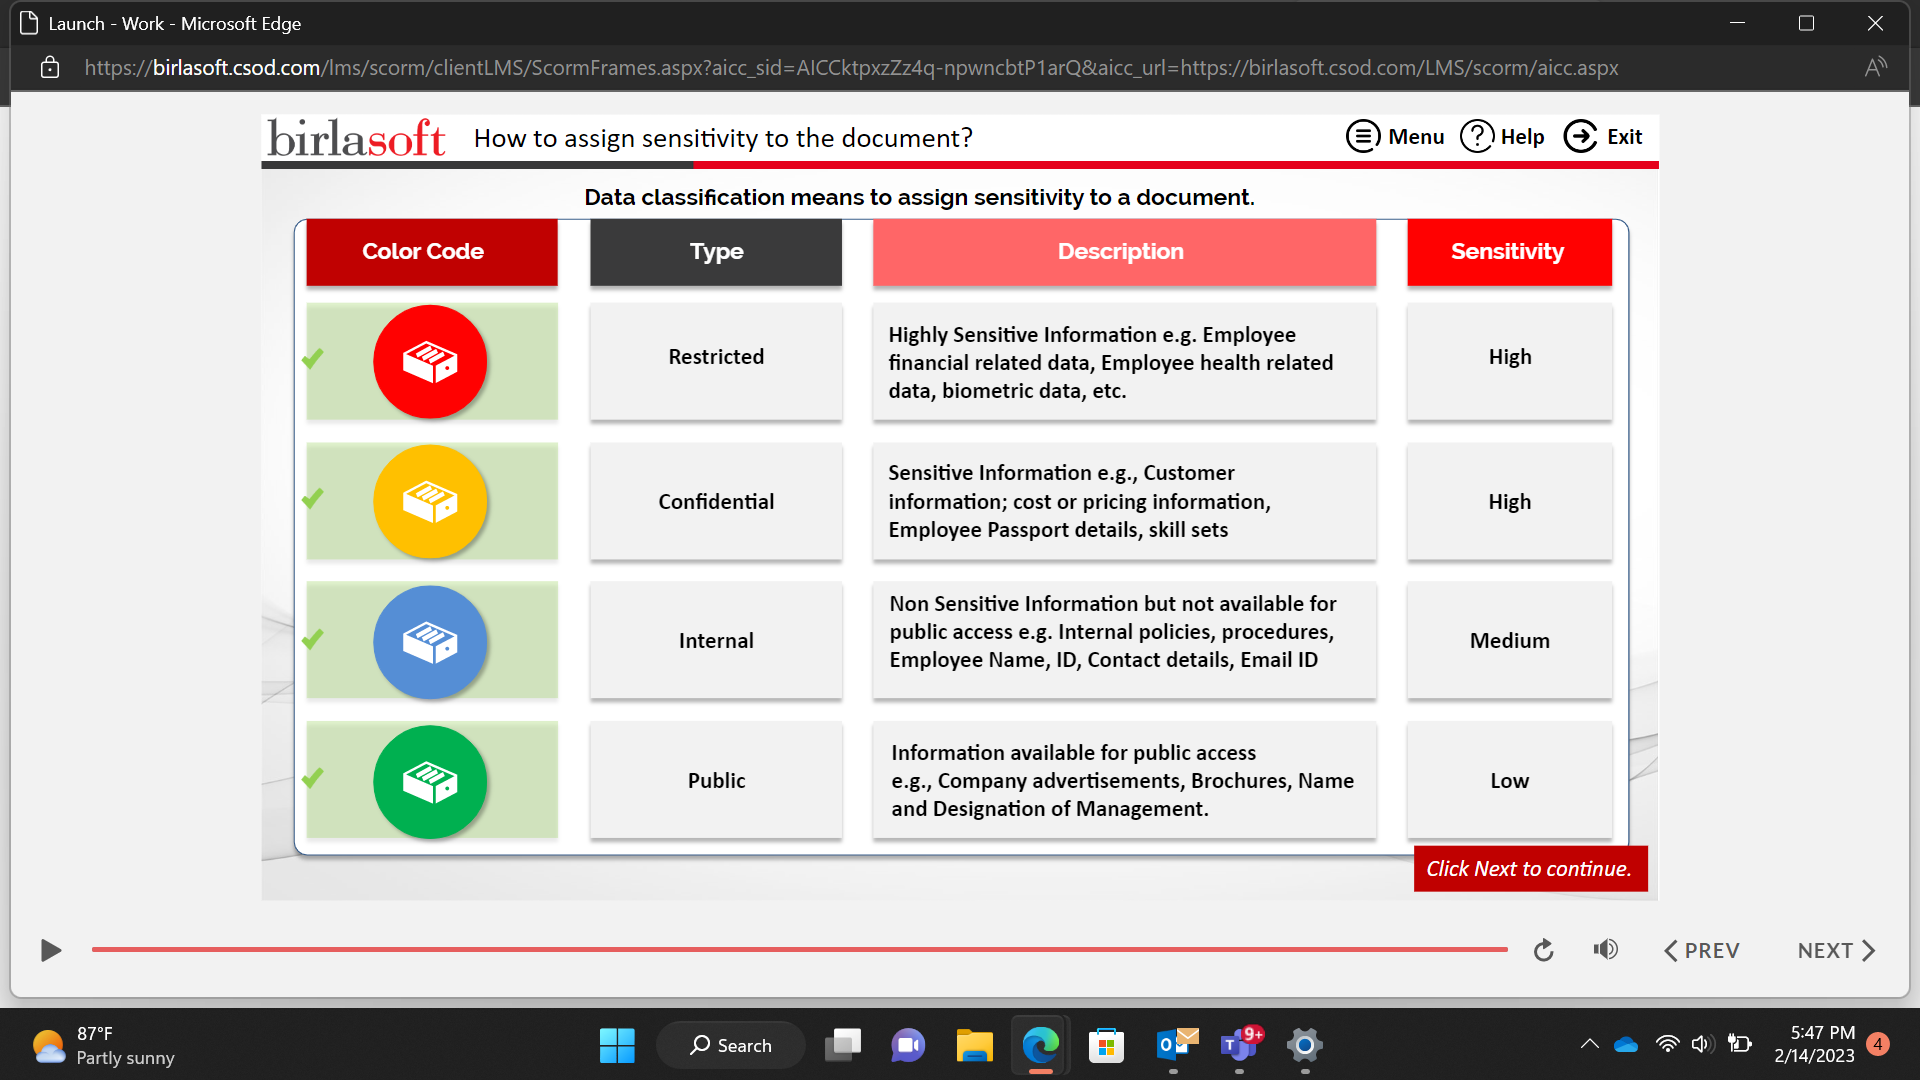 Launch - Work - Microsoft Edge
https://birlasoft.csod.com/lms/scorm/clientLMS/ScormFrames.aspx?aicc_sid=AICCktpxzZz4q-npwncbtP1arQ&aicc_url=https://birlasoft.csod.com/LMS/scorm/aicc.aspx
birlasoft How to assign sensitivity to the document? Menu Help Exit
Data classification means to assign sensitivity to a document.
Color Code Type Description Sensitivity
Restricted
Highly Sensitive Information e.g. Employee
financial related data, Employee health related
data, biometric data, etc.
High
Confidential
Sensitive Information e.g., Customer
information; cost or pricing information,
Employee Passport details, skill sets
High
Internal
Non Sensitive Information but not available for
public access e.g. Internal policies, procedures,
Employee Name, ID, Contact details, Email ID
Medium
Public
Information available for public access
e.g., Company advertisements, Brochures, Name
and Designation of Management.
Low
Click Next to continue.
PREV NEXT
87°F
Partly sunny
Search
9+
5:47 PM
2/14/2023
4